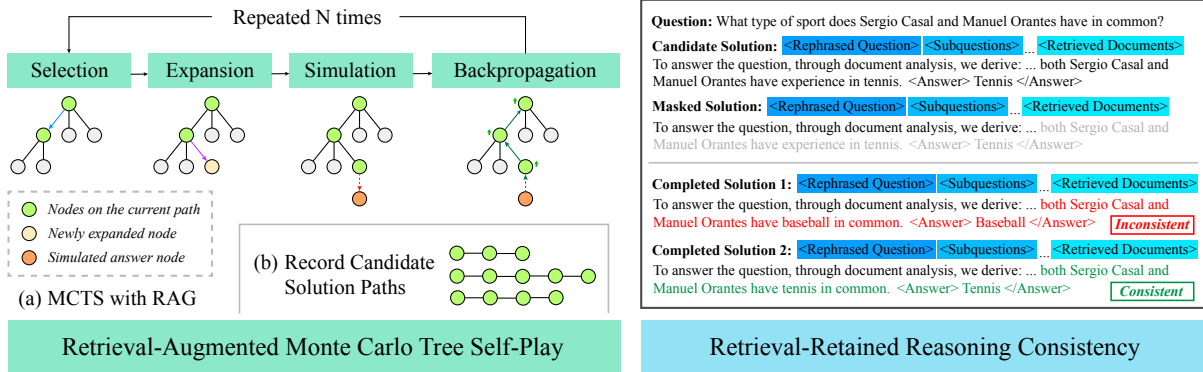 Repeated N times
Selection
Expansion
Simulation
Backpropagation
Nodes on the current path
Newly expanded node
Simulated answer node
(a) MCTS with RAG
(b) Record Candidate
Solution Paths
Retrieval-Augmented Monte Carlo Tree Self-Play
Question: What type of sport does Sergio Casal and Manuel Orantes have in common?
Candidate Solution: <Rephrased Question> <Subquestions> ... <Retrieved Documents>
To answer the question, through document analysis, we derive: ... both Sergio Casal and
Manuel Orantes have experience in tennis. <Answer> Tennis </Answer>
Masked Solution: <Rephrased Question> <Subquestions> ... <Retrieved Documents>
To answer the question, through document analysis, we derive: ... both Sergio Casal and
Manuel Orantes have experience in tennis. <Answer> Tennis </Answer>
Completed Solution 1: <Rephrased Question> <Subquestions> ... <Retrieved Documents>
To answer the question, through document analysis, we derive: ... both Sergio Casal and
Manuel Orantes have baseball in common. <Answer> Baseball </Answer> Inconsistent
Completed Solution 2: <Rephrased Question> <Subquestions> ... <Retrieved Documents>
To answer the question, through document analysis, we derive: ... both Sergio Casal and
Manuel Orantes have tennis in common. <Answer> Tennis </Answer> Consistent
Retrieval-Retained Reasoning Consistency